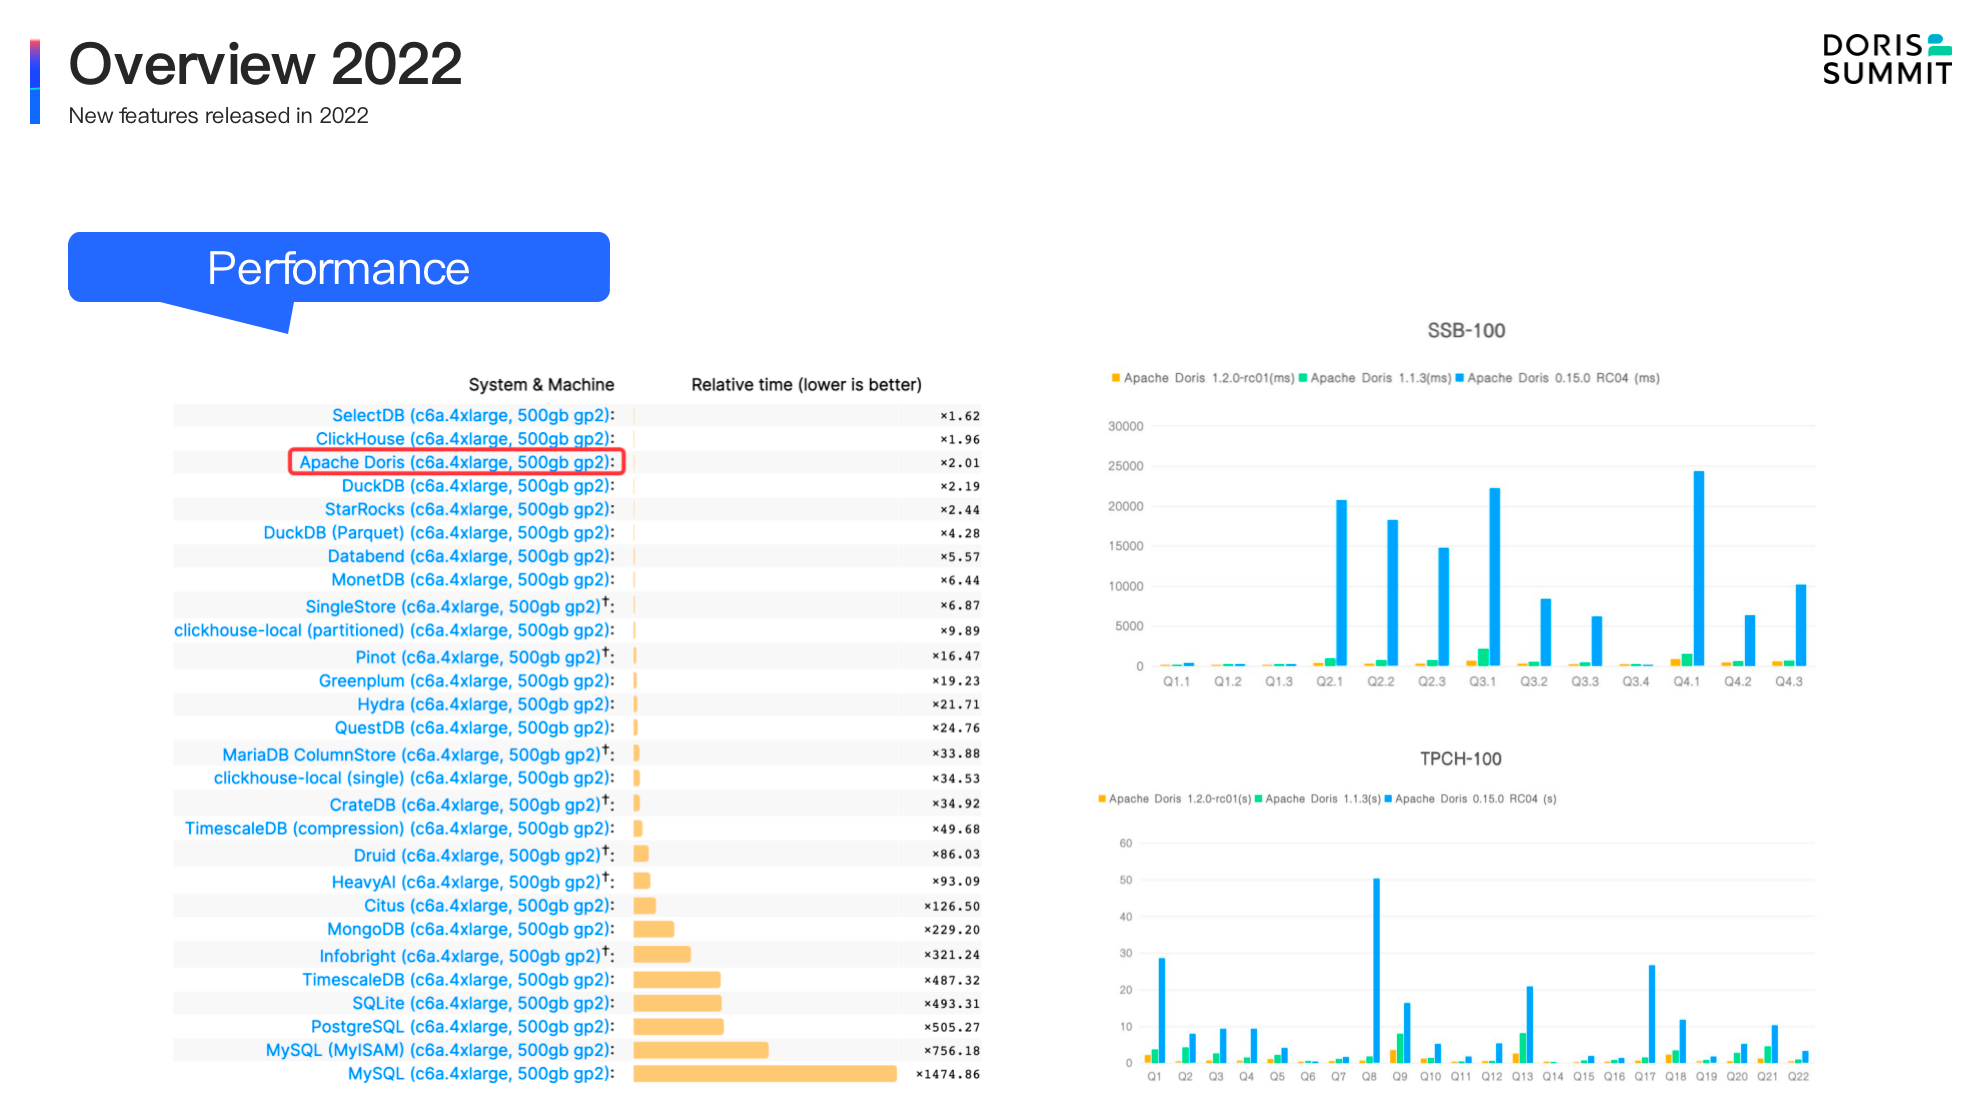 Overview 2022
New features released in 2022
DORIS
SUMMIT
Performance
System & Machine Relative time (lower is better)
SelectDB (c6a.4xlarge, 500gb gp2): ×1.62
ClickHouse (c6a.4xlarge, 500gb gp2): ×1.96
Apache Doris (c6a.4xlarge, 500gb gp2): ×2.01
DuckDB (c6a.4xlarge, 500gb gp2): ×2.19
StarRocks (c6a.4xlarge, 500gb gp2): ×2.44
DuckDB (Parquet) (c6a.4xlarge, 500gb gp2): ×4.28
Databend (c6a.4xlarge, 500gb gp2): ×5.57
MonetDB (c6a.4xlarge, 500gb gp2): ×6.44
SingleStore (c6a.4xlarge, 500gb gp2)†: ×6.87
clickhouse-local (partitioned) (c6a.4xlarge, 500gb gp2): ×9.89
Pinot (c6a.4xlarge, 500gb gp2)†: ×16.47
Greenplum (c6a.4xlarge, 500gb gp2): ×19.23
Hydra (c6a.4xlarge, 500gb gp2): ×21.71
QuestDB (c6a.4xlarge, 500gb gp2): ×24.76
MariaDB ColumnStore (c6a.4xlarge, 500gb gp2)†: ×33.88
clickhouse-local (single) (c6a.4xlarge, 500gb gp2): ×34.53
CrateDB (c6a.4xlarge, 500gb gp2)†: ×34.92
TimescaleDB (compression) (c6a.4xlarge, 500gb gp2): ×49.68
Druid (c6a.4xlarge, 500gb gp2)†: ×86.03
HeavyAI (c6a.4xlarge, 500gb gp2)†: ×93.09
Citus (c6a.4xlarge, 500gb gp2): ×126.50
MongoDB (c6a.4xlarge, 500gb gp2): ×229.20
Infobright (c6a.4xlarge, 500gb gp2)†: ×321.24
TimescaleDB (c6a.4xlarge, 500gb gp2): ×487.32
SQLite (c6a.4xlarge, 500gb gp2): ×493.31
PostgreSQL (c6a.4xlarge, 500gb gp2): ×505.27
MySQL (MyISAM) (c6a.4xlarge, 500gb gp2): ×756.18
MySQL (c6a.4xlarge, 500gb gp2): ×1474.86
SSB-100
Apache Doris 1.2.0-rc01(ms) Apache Doris 1.1.3(ms) Apache Doris 0.15.0 RC04 (ms)
30000
25000
20000
15000
10000
5000
0
Q1.1 Q1.2 Q1.3 Q2.1 Q2.2 Q2.3 Q3.1 Q3.2 Q3.3 Q3.4 Q4.1 Q4.2 Q4.3
TPCH-100
Apache Doris 1.2.0-rc01(s) Apache Doris 1.1.3(s) Apache Doris 0.15.0 RC04 (s)
60
50
40
30
20
10
0
Q1 Q2 Q3 Q4 Q5 Q6 Q7 Q8 Q9 Q10 Q11 Q12 Q13 Q14 Q15 Q16 Q17 Q18 Q19 Q20 Q21 Q22